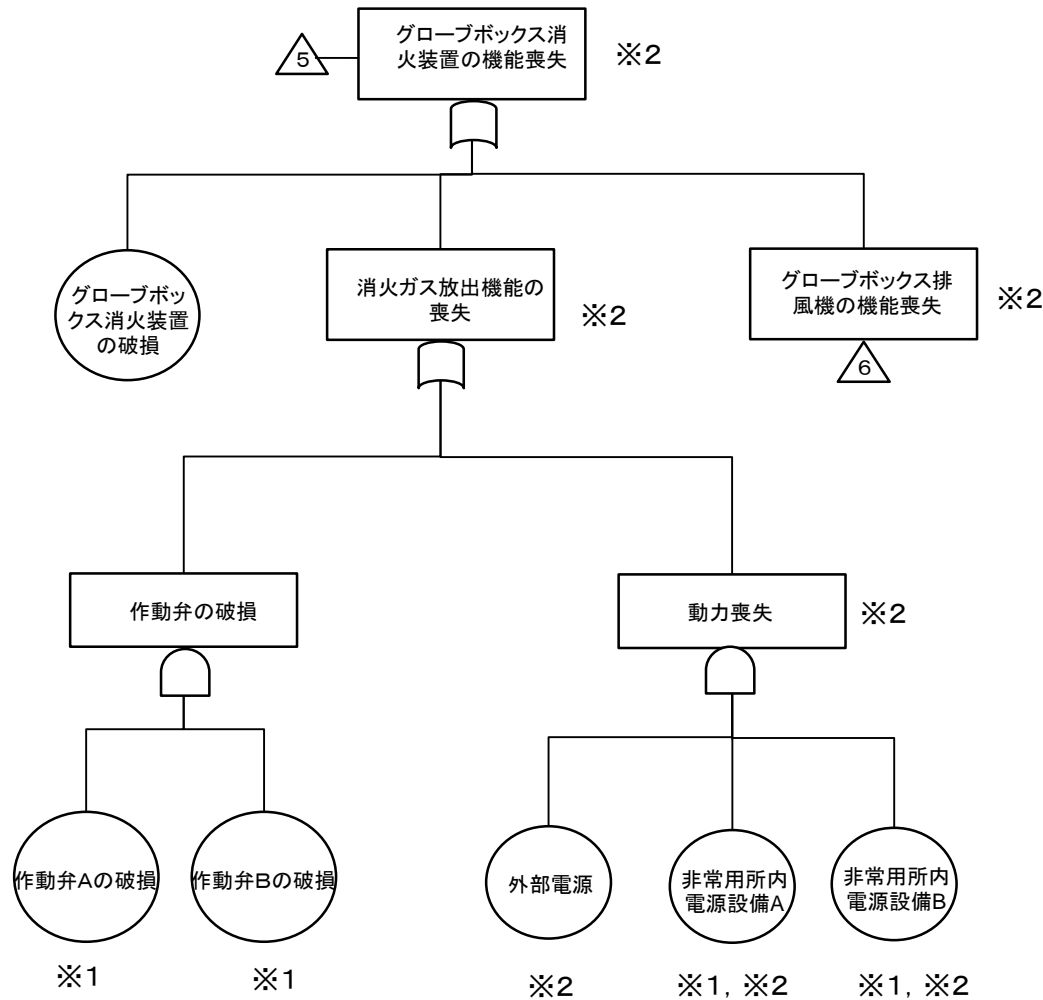 グローブボックス消
火装置の機能喪失
※2
5
グローブボッ
クス消火装置
の破損
消火ガス放出機能の
喪失
※2
グローブボックス排
風機の機能喪失
※2
6
作動弁の破損
動力喪失
※2
作動弁Aの破損
作動弁Bの破損
外部電源
非常用所内
電源設備A
非常用所内
電源設備B
※1
※1
※2
※1, ※2
※1, ※2